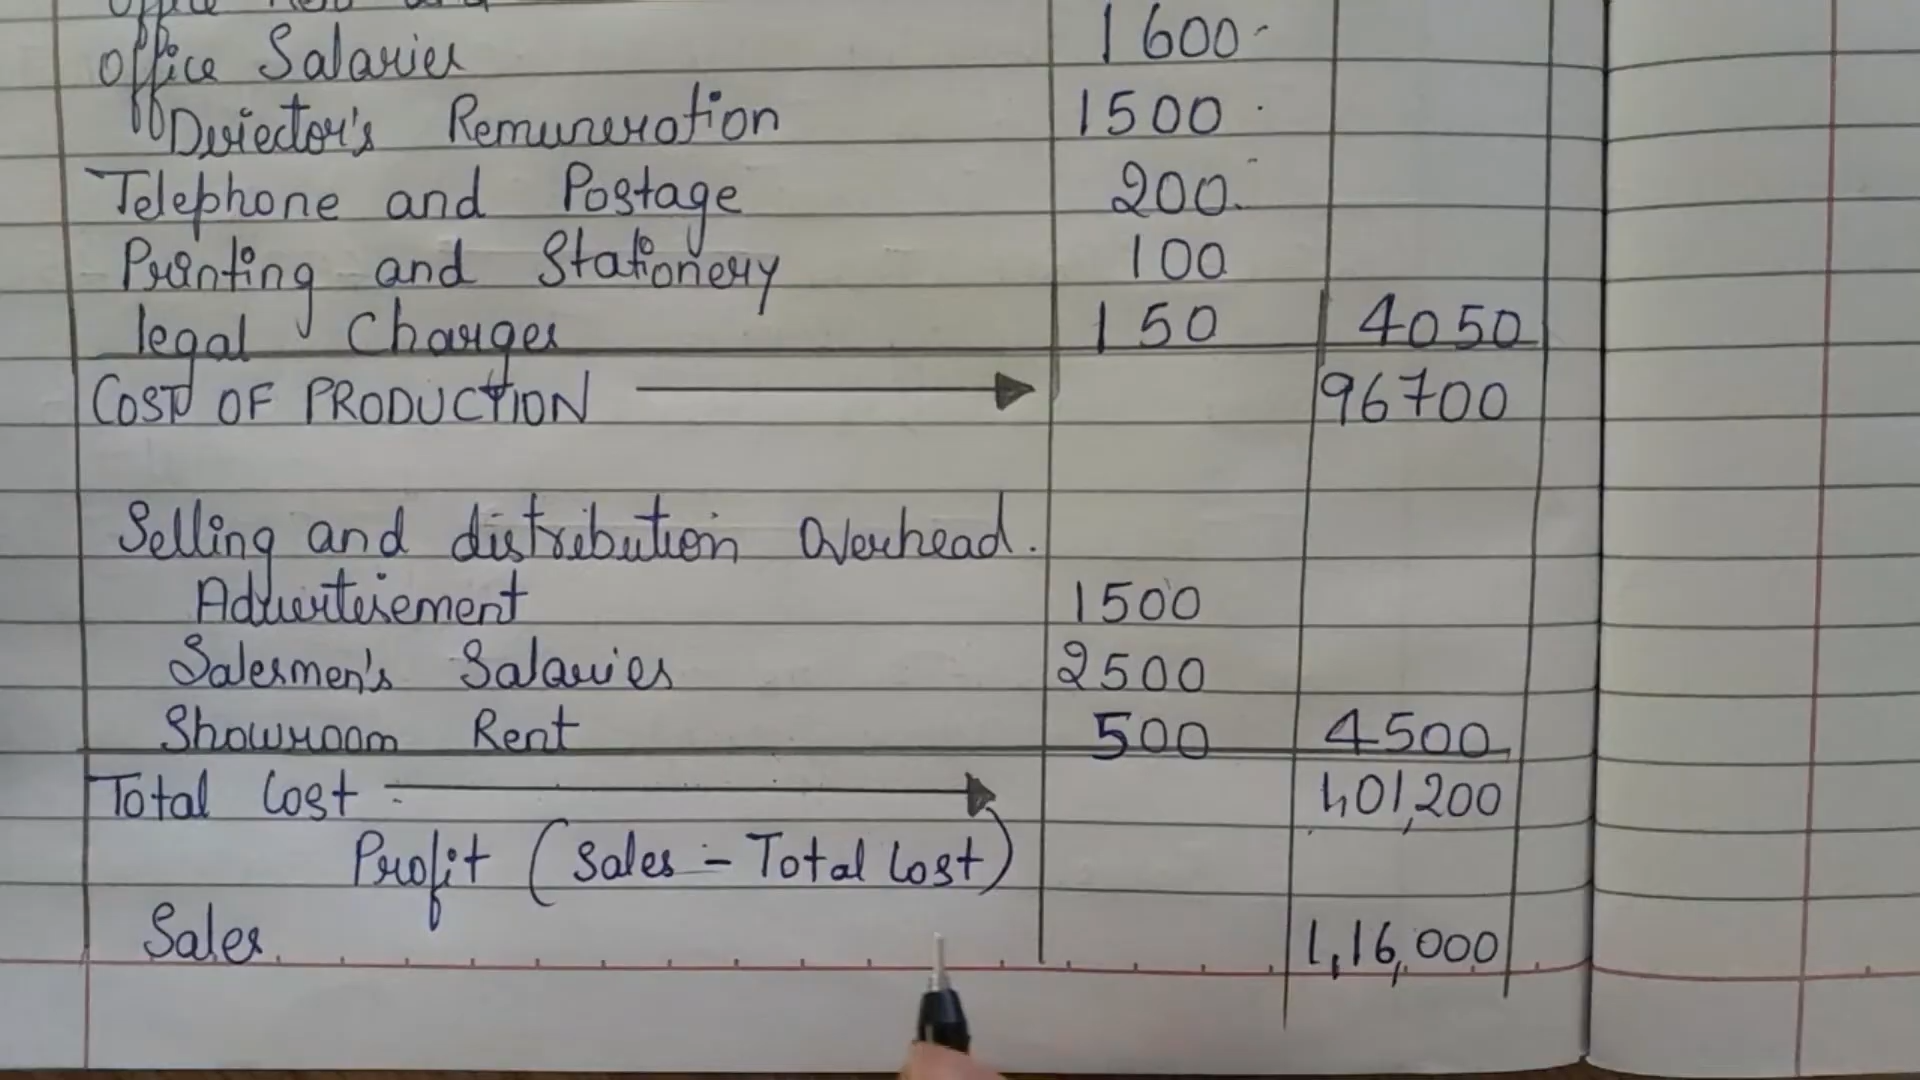 Office Salaries 1600
Director's Remuneration 1500
Telephone and Postage 200
Printing and Stationery 100
legal Charges 150 4050
COST OF PRODUCTION 96700
Selling and distribution Overhead.
Advertisement 1500
Salesmen's Salaries 2500
Showroom Rent 500 4500
Total Cost 1,01,200
Profit (Sales - Total Cost)
Sales 1,16,000